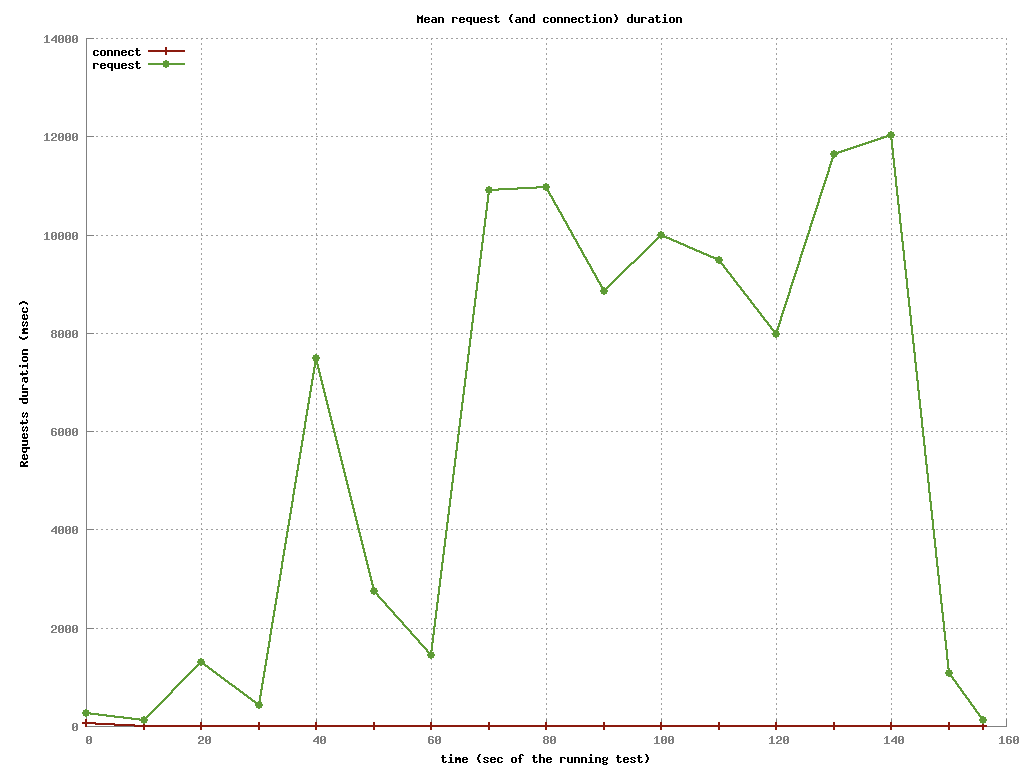 Mean request (and connection) duration
14000
connect
request
12000
10000
8000
6000
4000
2000
0
Requests duration (msec)
0 20 40 60 80 100 120 140 160
time (sec of the running test)